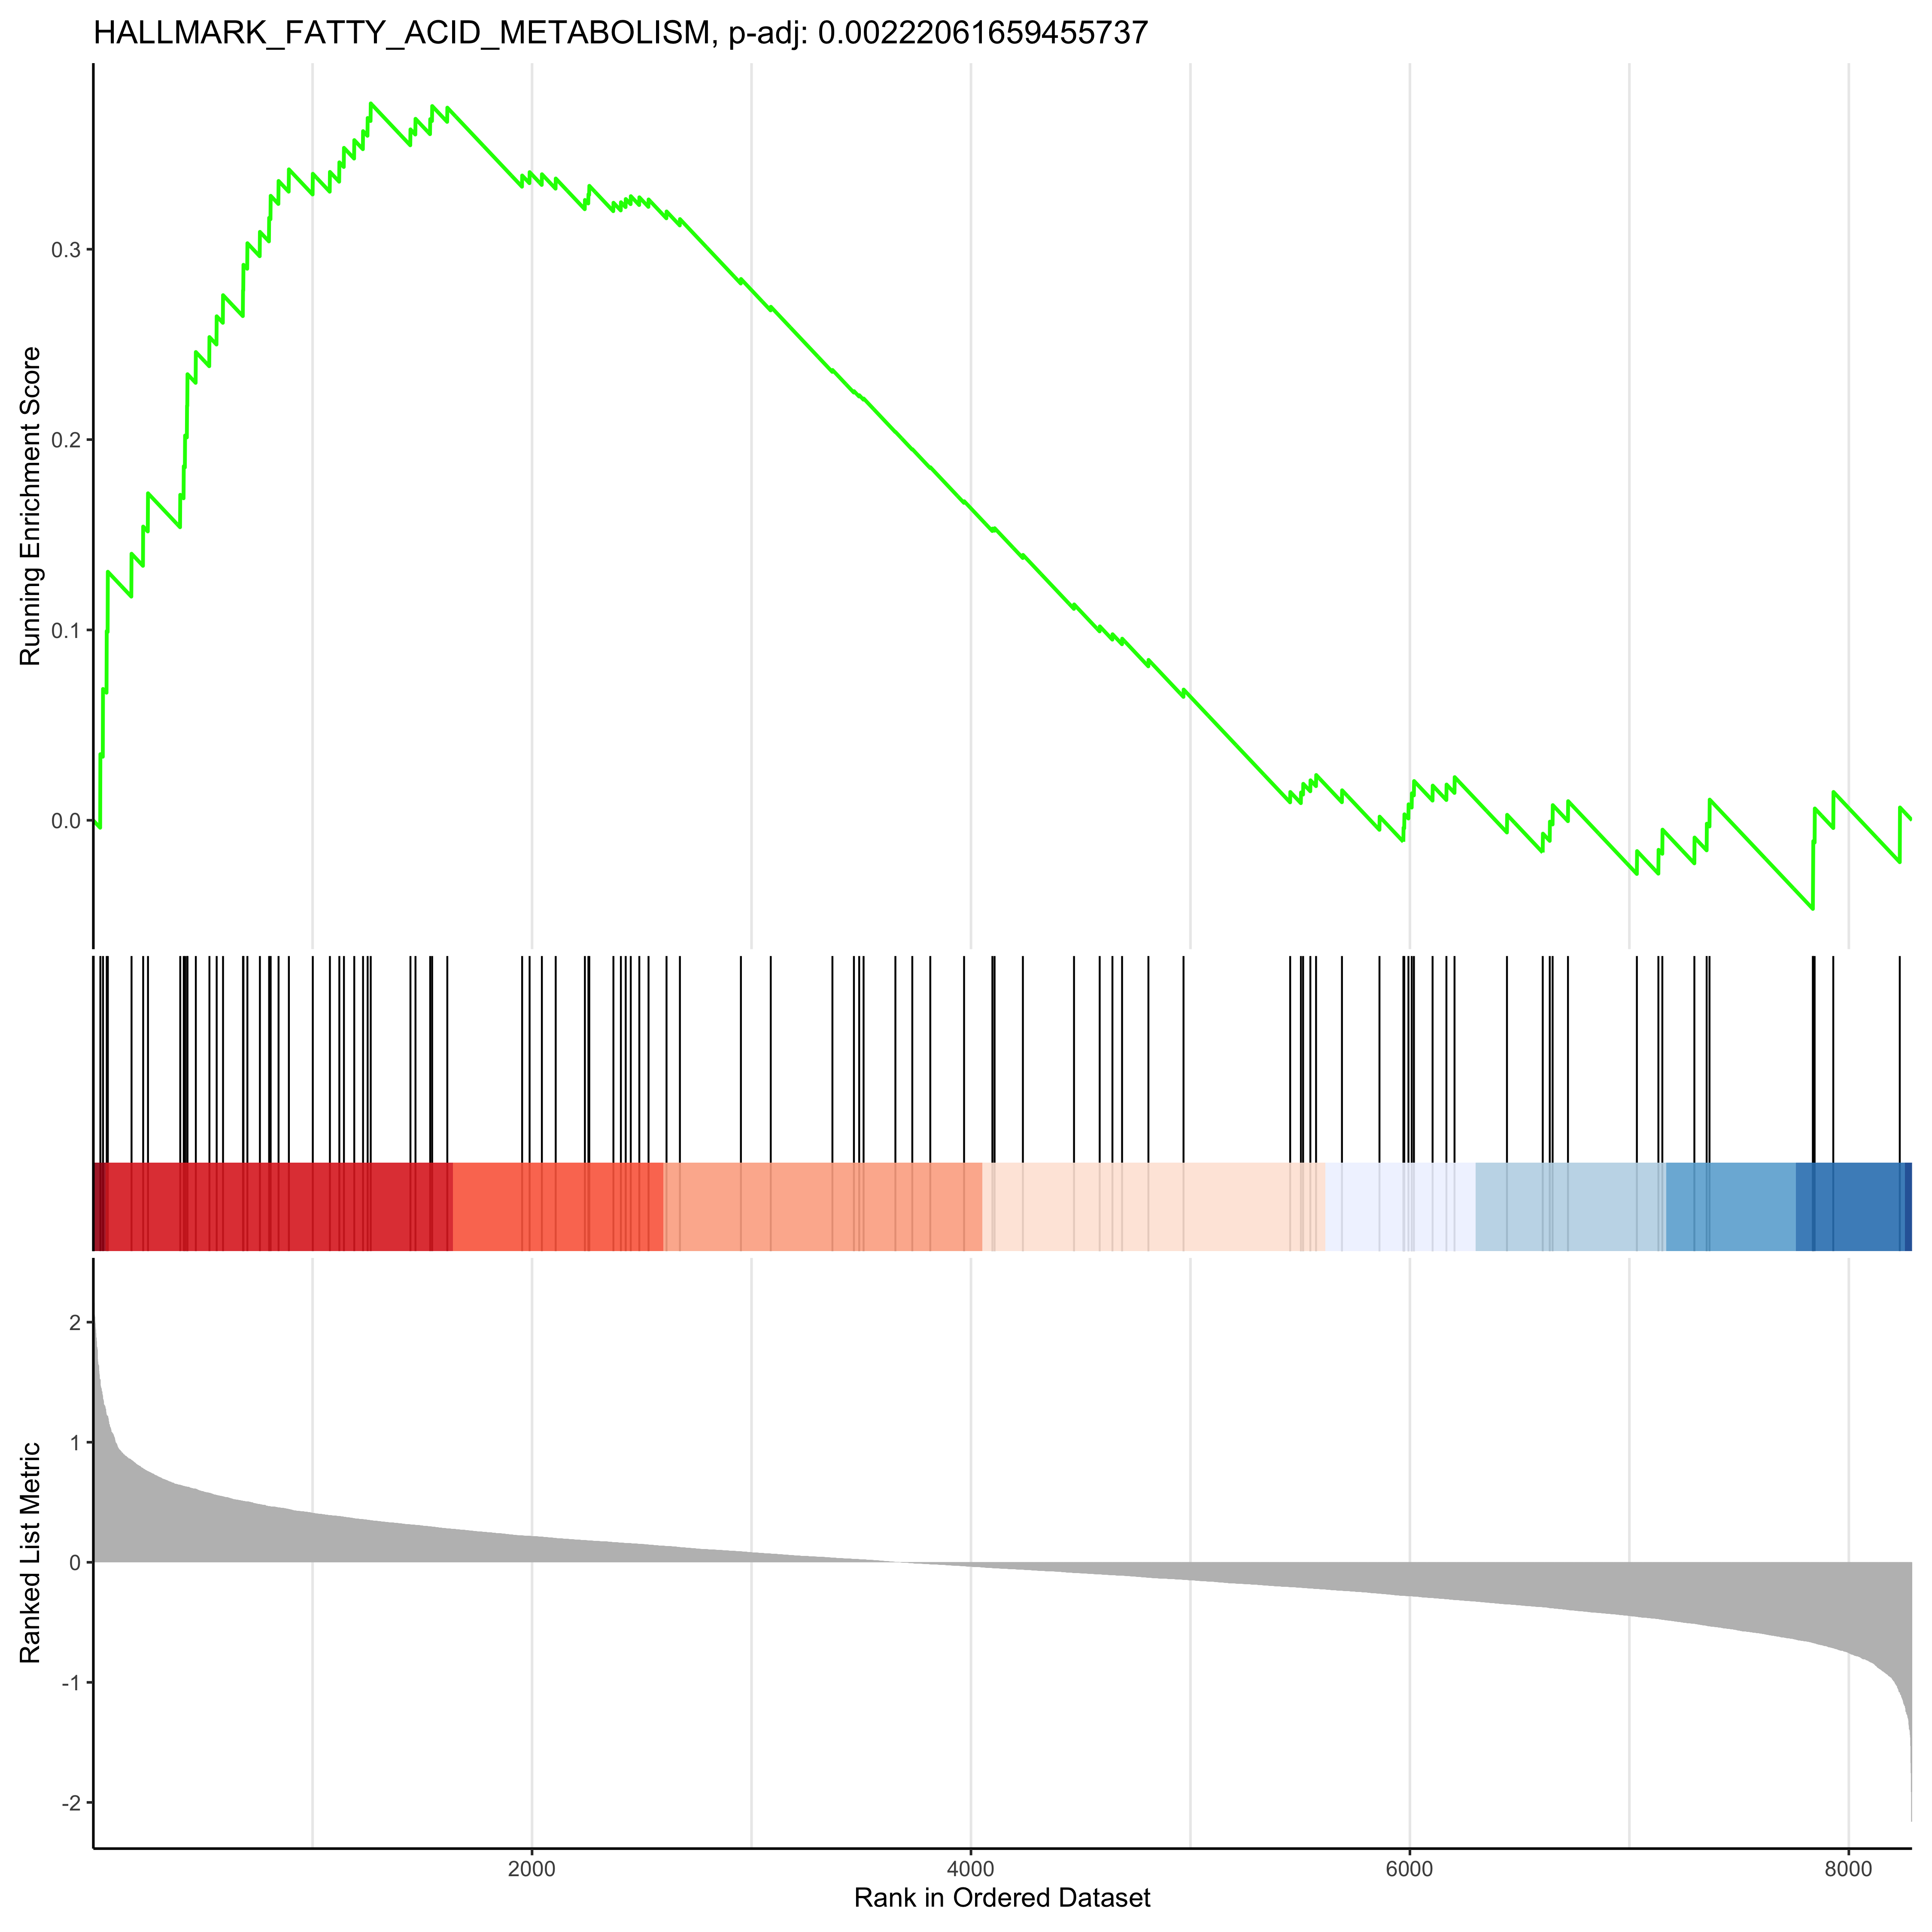 HALLMARK_FATTY_ACID_METABOLISM, p-adj: 0.00222061659455737
Running Enrichment Score
0.3
0.2
0.1
0.0
Ranked List Metric
2
1
0
-1
-2
2000 4000 6000 8000
Rank in Ordered Dataset